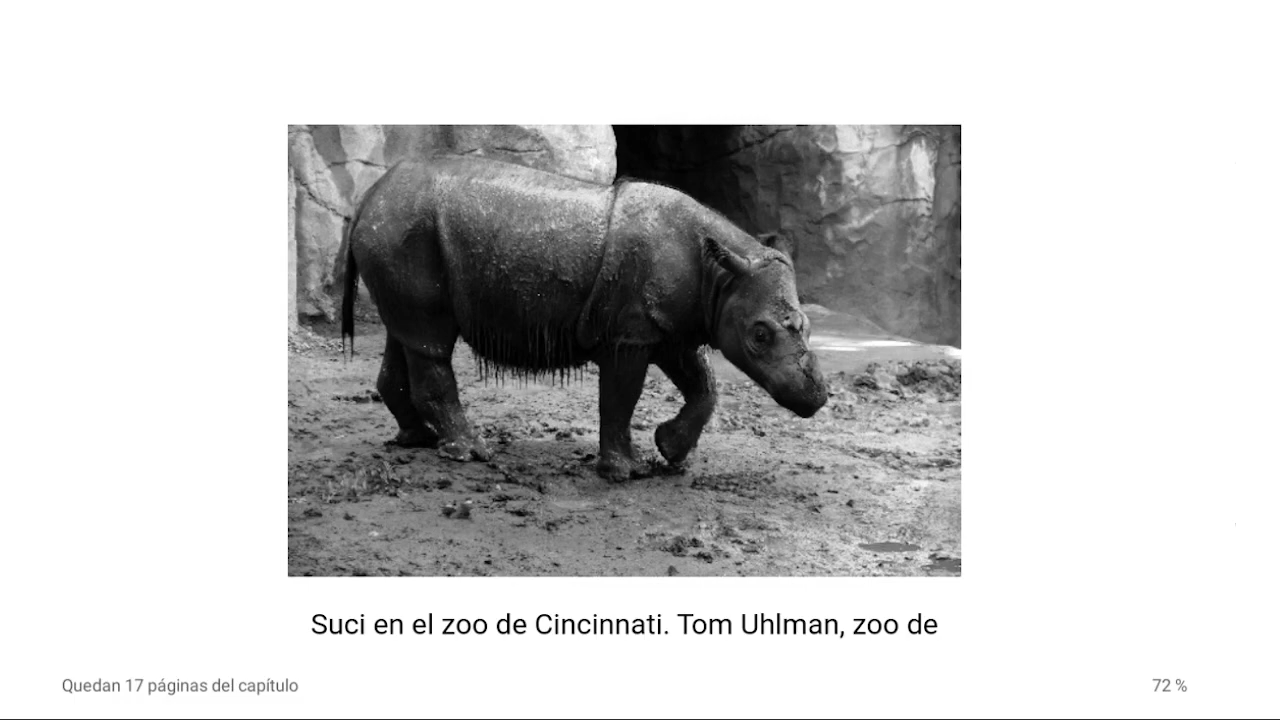 Suci en el zoo de Cincinnati. Tom Uhlman, zoo de
Quedan 17 páginas del capítulo
72 %